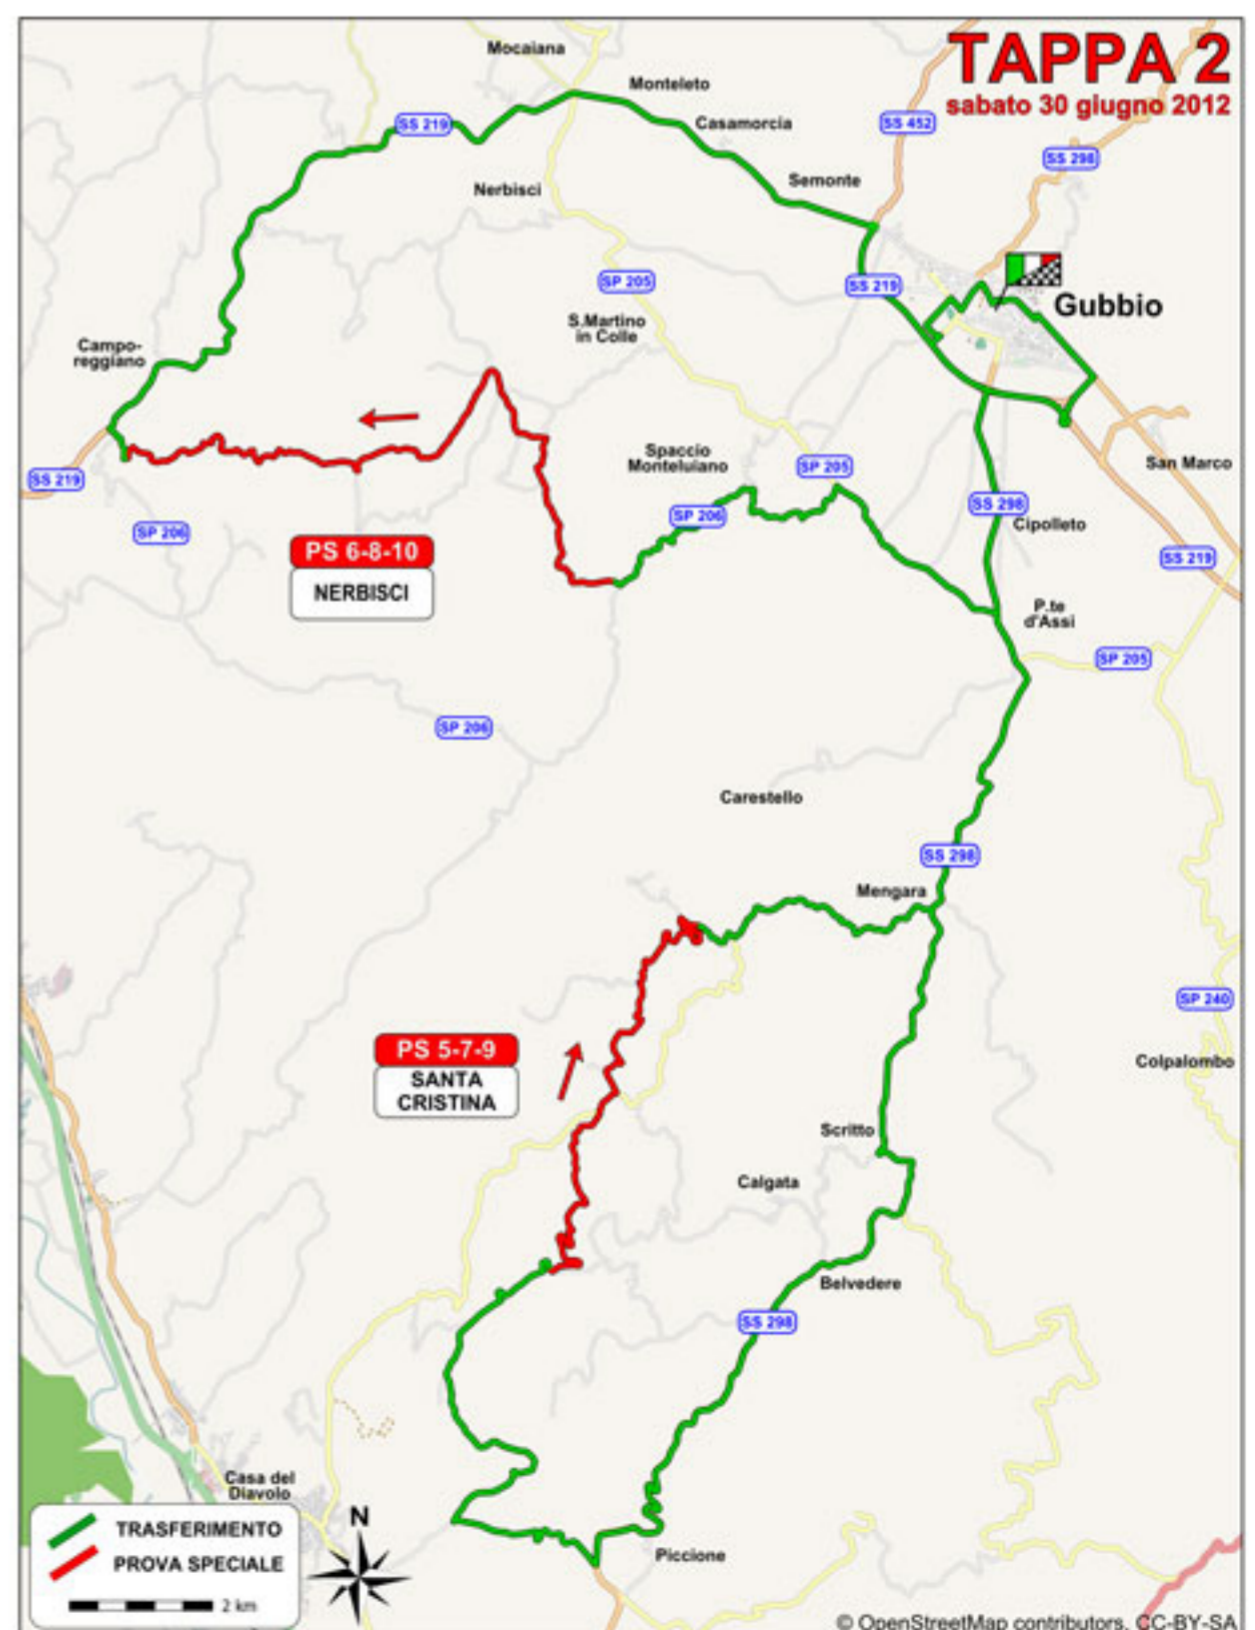 TAPPA 2
sabato 30 giugno 2012
Mocaiana
Monteleto
SS 219
Casamorcia
SS 452
SS 298
Semonte
Nerbisci
SP 205
SS 219
Gubbio
S.Martino
in Colle
Campo-
reggiano
Spaccio
Monteluiano
SP 205
San Marco
SS 219
SP 206
SP 206
SS 298
Cipolleto
PS 6-8-10
NERBISCI
SS 219
P.te
d'Assi
SP 205
SP 206
Carestello
SS 298
Mengara
SP 240
PS 5-7-9
SANTA
CRISTINA
Colpalombo
Scritto
Calgata
Belvedere
SS 298
Casa del
Diavolo
N
TRASFERIMENTO
PROVA SPECIALE
2 km
Piccione
© OpenStreetMap contributors, CC-BY-SA